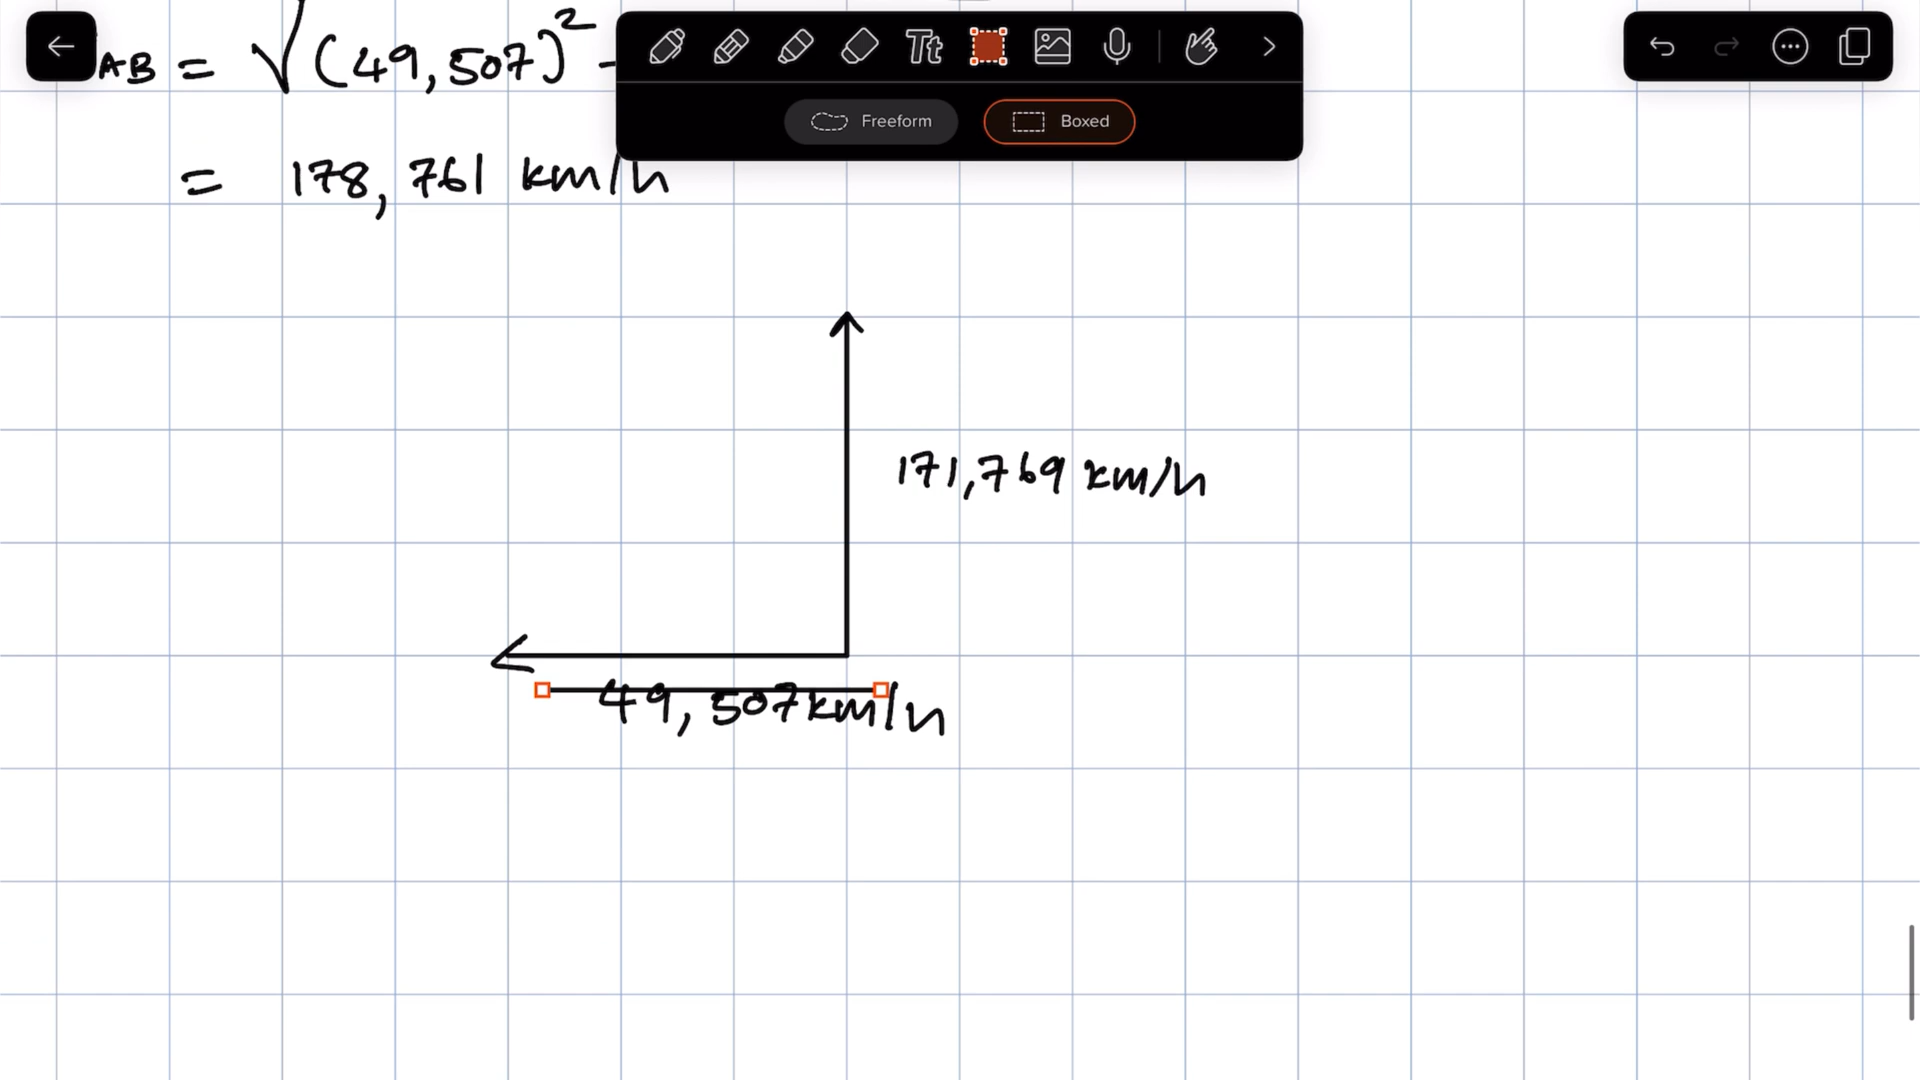 AB = √(49,507)² -
Freeform Boxed
= 178,761 km/h
171,769 km/h
49,507 km/h